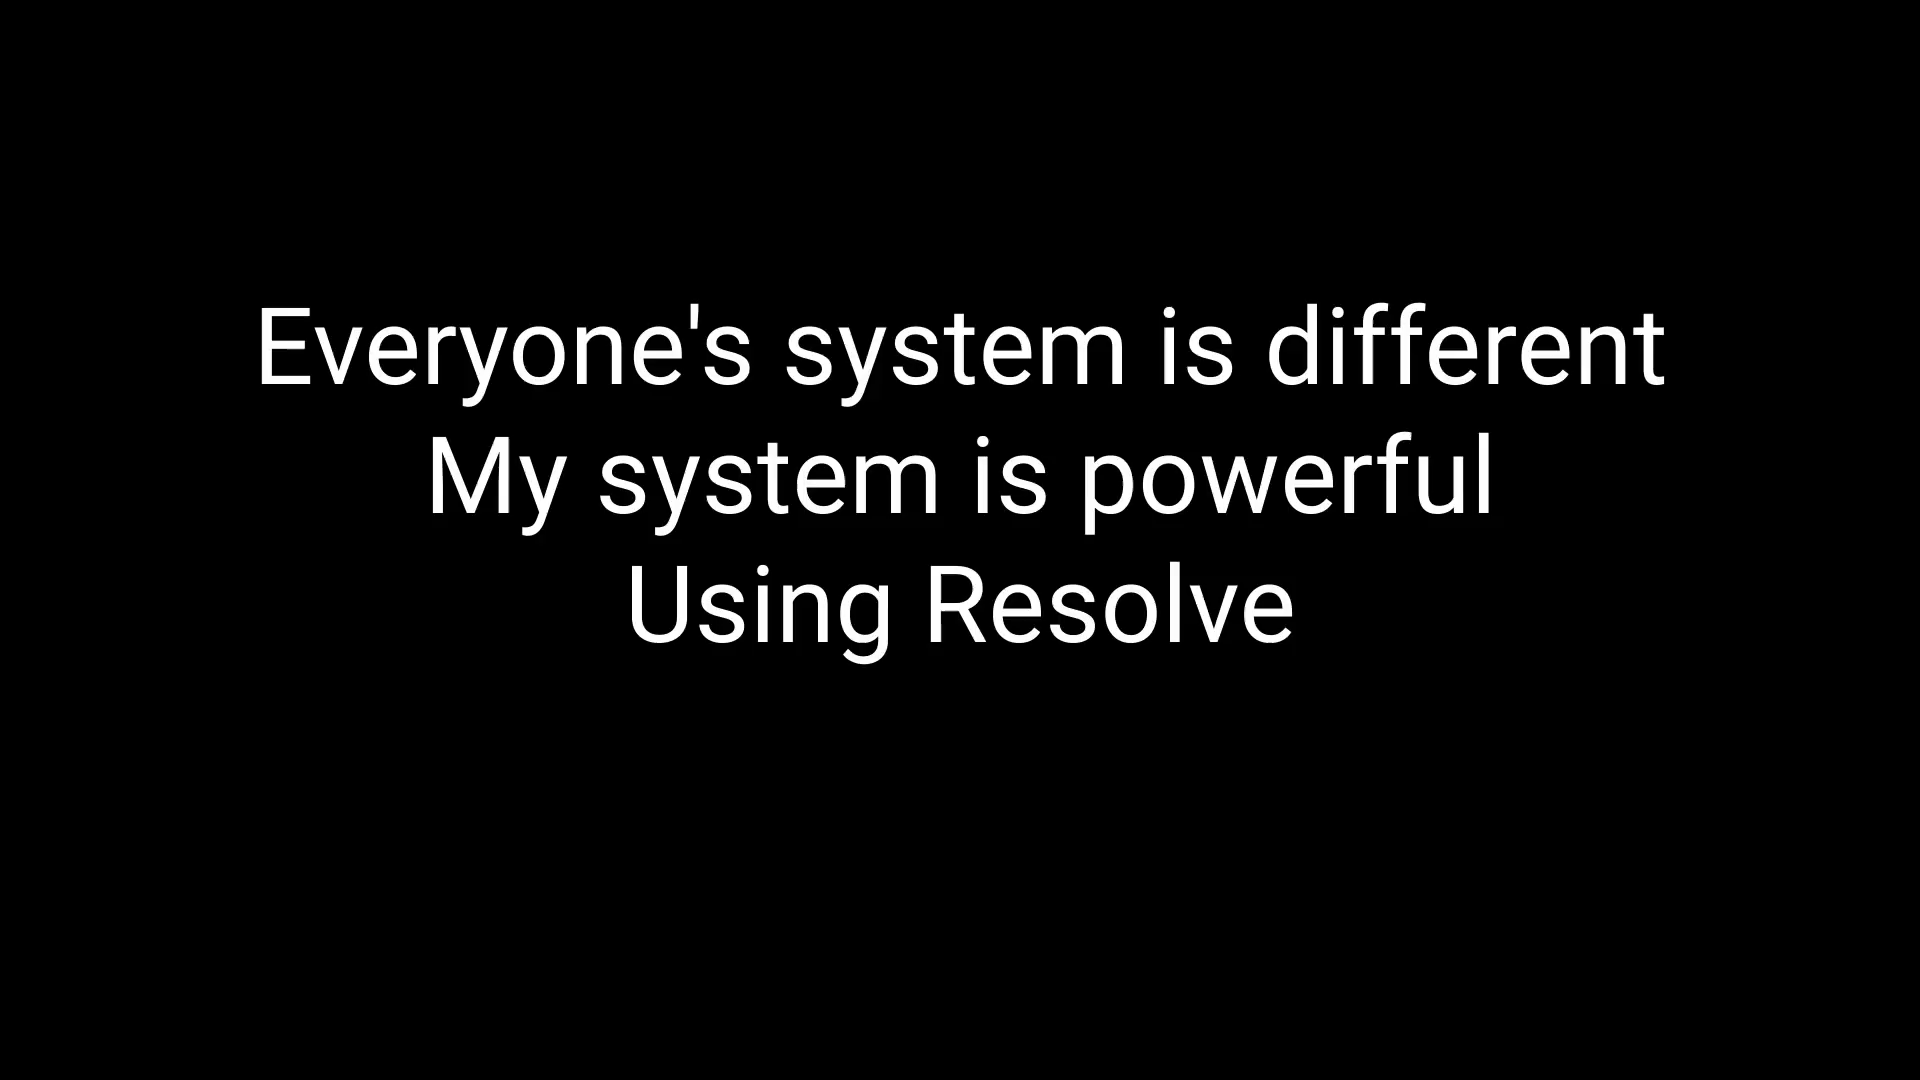 Everyone's system is different
My system is powerful
Using Resolve